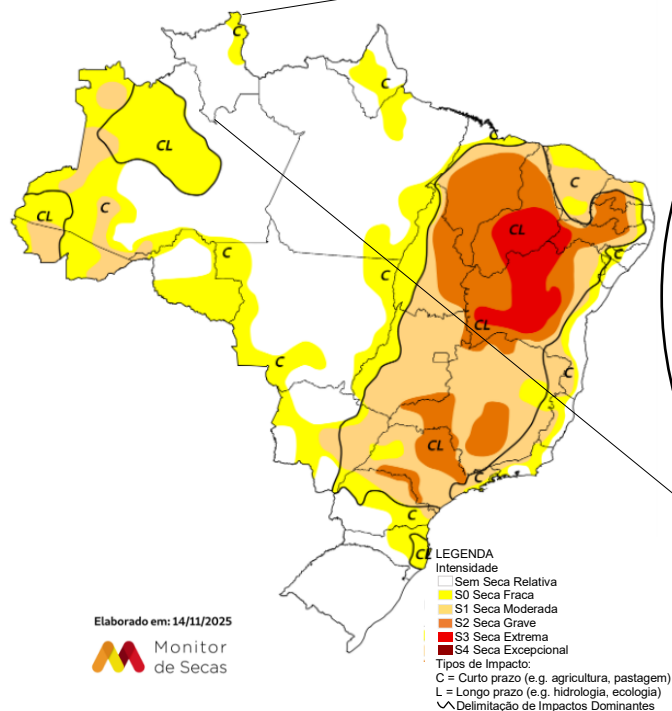 C
C
C
CL
C
CL
CL
C
C
C
C
CL
C
C
CL
C
C
CL
LEGENDA
Intensidade
Sem Seca Relativa
S0 Seca Fraca
S1 Seca Moderada
S2 Seca Grave
S3 Seca Extrema
S4 Seca Excepcional
Tipos de Impacto:
C = Curto prazo (e.g. agricultura, pastagem)
L = Longo prazo (e.g. hidrologia, ecologia)
Delimitação de Impactos Dominantes
Elaborado em: 14/11/2025
Monitor
de Secas